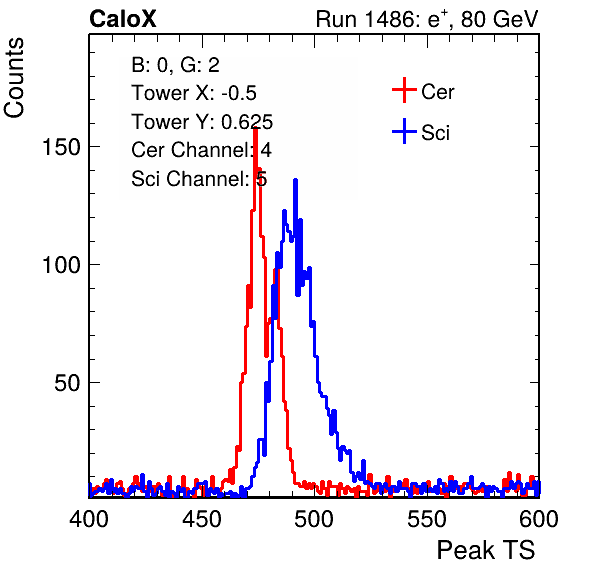 CaloX Run 1486: e⁺, 80 GeV
Counts
B: 0, G: 2
Tower X: -0.5
Tower Y: 0.625
Cer Channel: 4
Sci Channel: 5
Cer
Sci
150
100
50
400 450 500 550 600
Peak TS